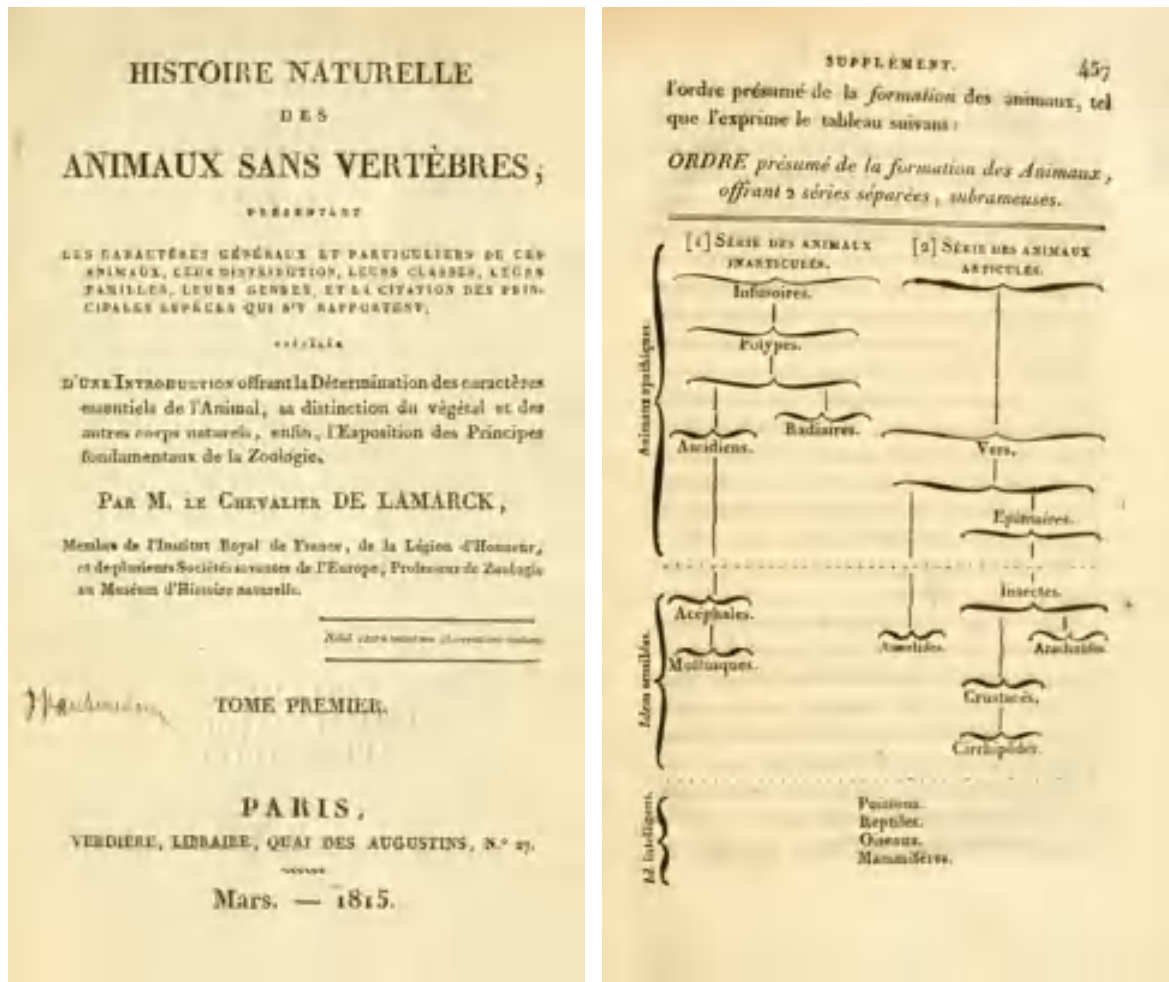 HISTOIRE NATURELLE
DES
ANIMAUX SANS VERTÈBRES,
PRÉSENTANT
LES CARACTÈRES GÉNÉRAUX ET PARTICULIERS DE CES
ANIMAUX, LEUR DISTRIBUTION, LEURS CLASSES, LEURS
FAMILLES, LEURS GENRES, ET LA CITATION DES PRIN-
CIPALES ESPÈCES QUI S'Y RAPPORTENT;
PRÉCÉDÉE
D'UNE INTRODUCTION offrant la Détermination des caractères
essentiels de l'Animal, sa distinction du végétal et des
autres corps naturels, enfin, l'Exposition des Principes
fondamentaux de la Zoologie.
PAR M. LE CHEVALIER DE LAMARCK,
Membre de l'Institut Royal de France, de la Légion d'Honneur,
et de plusieurs Sociétés savantes de l'Europe, Professeur de Zoologie
au Muséum d'Histoire naturelle.
TOME PREMIER.
PARIS,
VERDIÈRE, LIBRAIRE, QUAI DES AUGUSTINS, N.° 27.
Mars. — 1815.
SUPPLÉMENT. 457
l'ordre présumé de la formation des animaux, tel
que l'exprime le tableau suivant :
ORDRE présumé de la formation des Animaux,
offrant 2 séries séparées, subrameuses.
[1] SÉRIE DES ANIMAUX
INARTICULÉS.
[2] SÉRIE DES ANIMAUX
ARTICULÉS.
Animaux apathiques.
Infusoires.
Polypes.
Ascidiens.
Radiaires.
Vers.
Epizoaires.
Idem sensibles.
Acéphales.
Mollusques.
Insectes.
Annelides.
Arachnides.
Crustacés.
Cirrhipèdes.
Id. Intelligens.
Poissons.
Reptiles.
Oiseaux.
Mammifères.